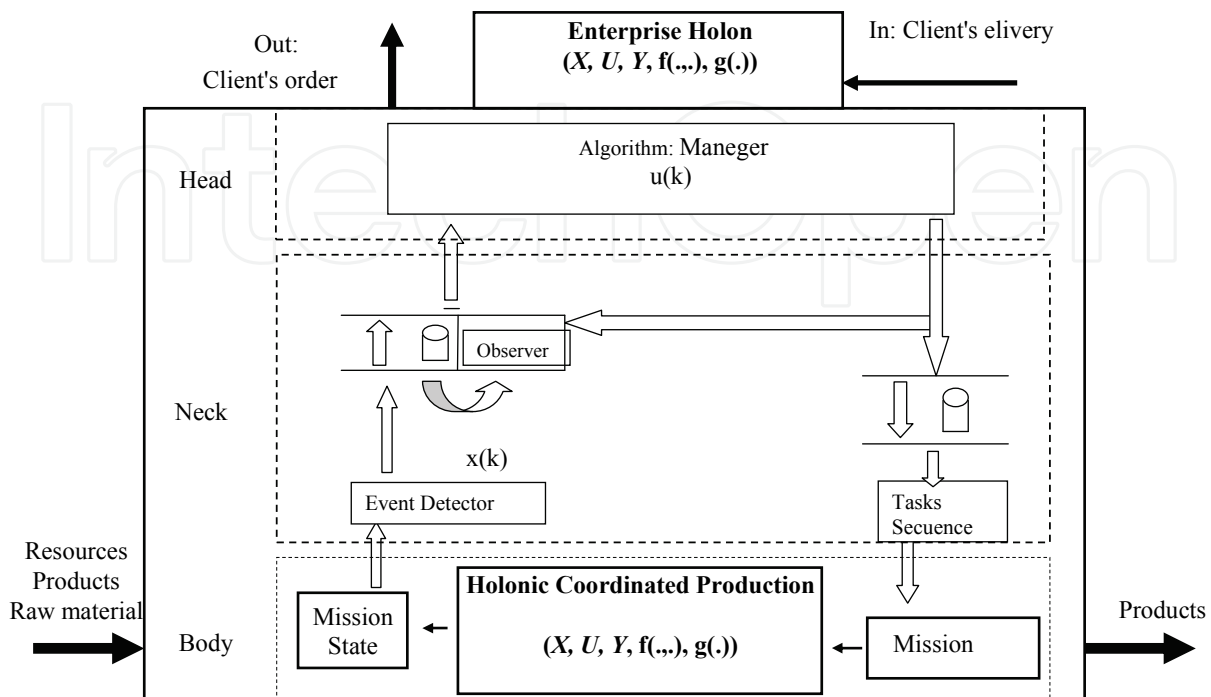 Out:
Client's order
Enterprise Holon
(X, U, Y, f(.,.), g(.))
In: Client's elivery
IntechOpen
Head
Algorithm: Maneger
u(k)
Observer
Neck
x(k)
Event Detector
Tasks
Secuence
Resources
Products
Raw material
Body
Mission
State
Holonic Coordinated Production
(X, U, Y, f(.,.), g(.))
Mission
Products